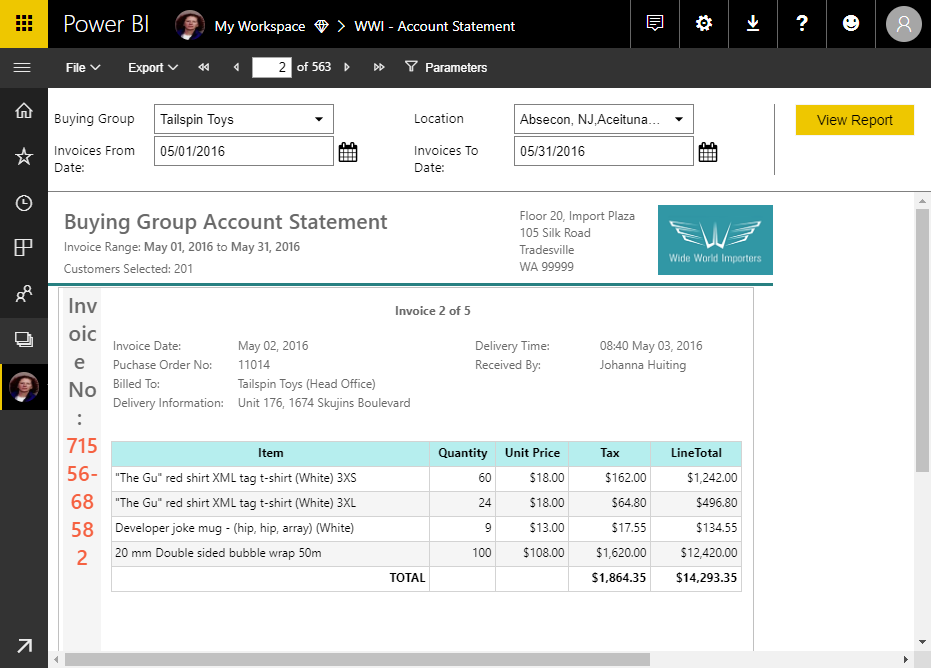 Power BI My Workspace > WWI - Account Statement
File Export 2 of 563 Parameters
Buying Group Tailspin Toys Location Absecon, NJ,Aceituna... View Report
Invoices From 05/01/2016 Invoices To 05/31/2016
Date: Date:
Buying Group Account Statement
Invoice Range: May 01, 2016 to May 31, 2016
Customers Selected: 201
Floor 20, Import Plaza
105 Silk Road
Tradesville
WA 99999
Wide World Importers
Inv
oic
e
No
:
715
56-
68
58
2
Invoice 2 of 5
Invoice Date: May 02, 2016 Delivery Time: 08:40 May 03, 2016
Puchase Order No: 11014 Received By: Johanna Huiting
Billed To: Tailspin Toys (Head Office)
Delivery Information: Unit 176, 1674 Skujins Boulevard
Item Quantity Unit Price Tax LineTotal
"The Gu" red shirt XML tag t-shirt (White) 3XS 60 $18.00 $162.00 $1,242.00
"The Gu" red shirt XML tag t-shirt (White) 3XL 24 $18.00 $64.80 $496.80
Developer joke mug - (hip, hip, array) (White) 9 $13.00 $17.55 $134.55
20 mm Double sided bubble wrap 50m 100 $108.00 $1,620.00 $12,420.00
TOTAL $1,864.35 $14,293.35